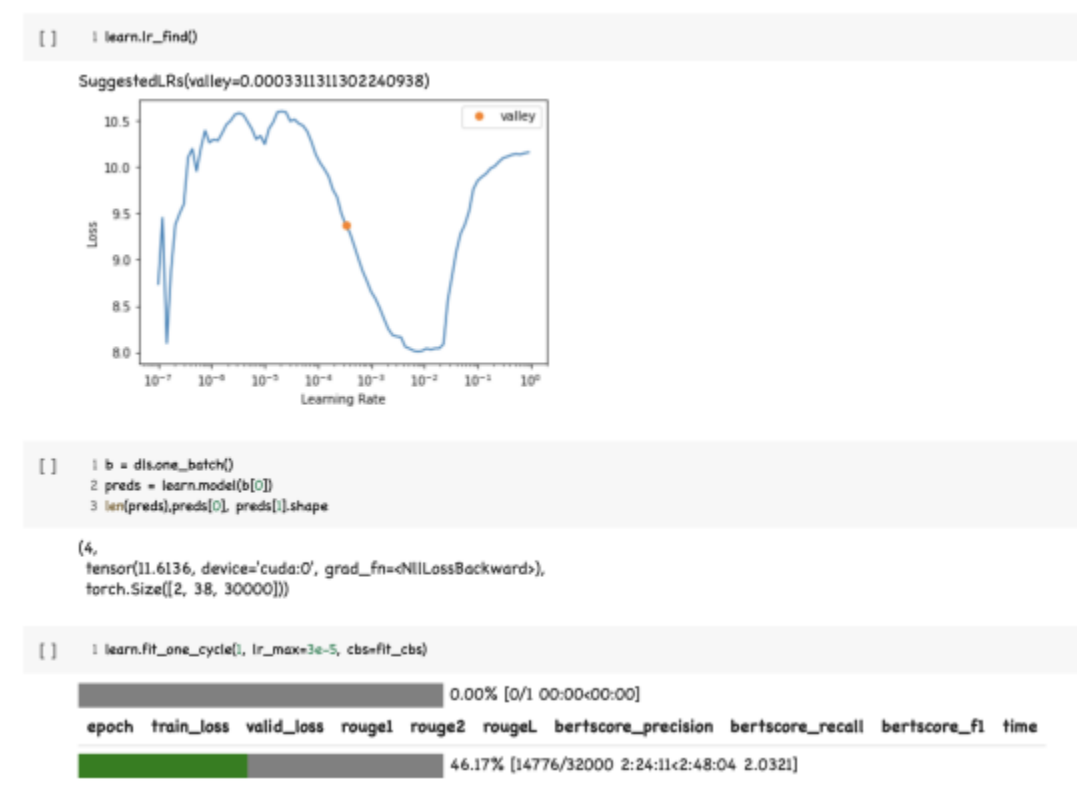 [ ] 1 learn.lr_find()
SuggestedLRs(valley=0.0003311311302240938)
valley
10.5
10.0
9.5
9.0
8.5
8.0
Loss
10⁻⁷ 10⁻⁶ 10⁻⁵ 10⁻⁴ 10⁻³ 10⁻² 10⁻¹ 10⁰
Learning Rate
[ ] 1 b = dls.one_batch()
2 preds = learn.model(b[0])
3 len(preds),preds[0], preds[1].shape
(4,
tensor(11.6136, device='cuda:0', grad_fn=<NllLossBackward>),
torch.Size([2, 38, 30000]))
[ ] 1 learn.fit_one_cycle(1, lr_max=3e-5, cbs=fit_cbs)
0.00% [0/1 00:00<00:00]
epoch train_loss valid_loss rouge1 rouge2 rougeL bertscore_precision bertscore_recall bertscore_f1 time
46.17% [14776/32000 2:24:11<2:48:04 2.0321]